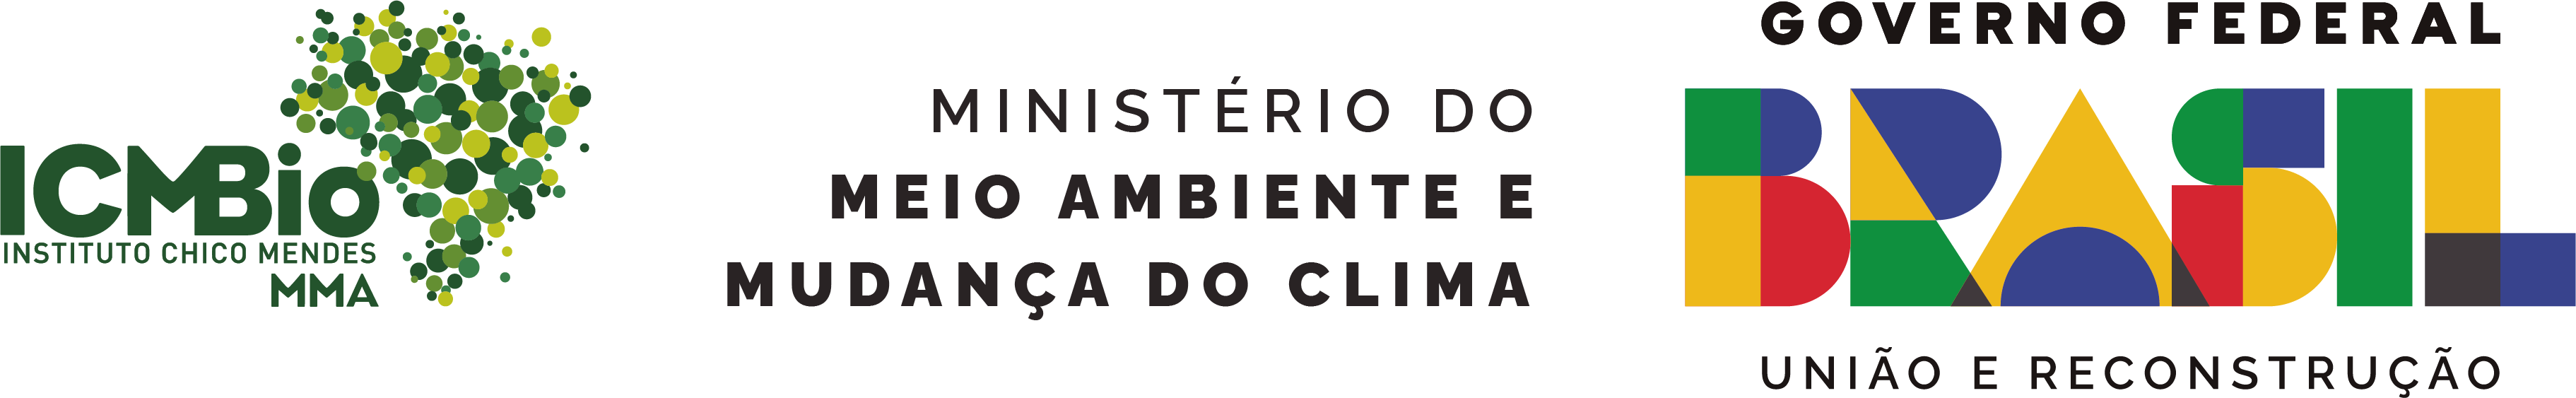 ICMBio
INSTITUTO CHICO MENDES
MMA
MINISTÉRIO DO
MEIO AMBIENTE E
MUDANÇA DO CLIMA
GOVERNO FEDERAL
BRASIL
UNIÃO E RECONSTRUÇÃO